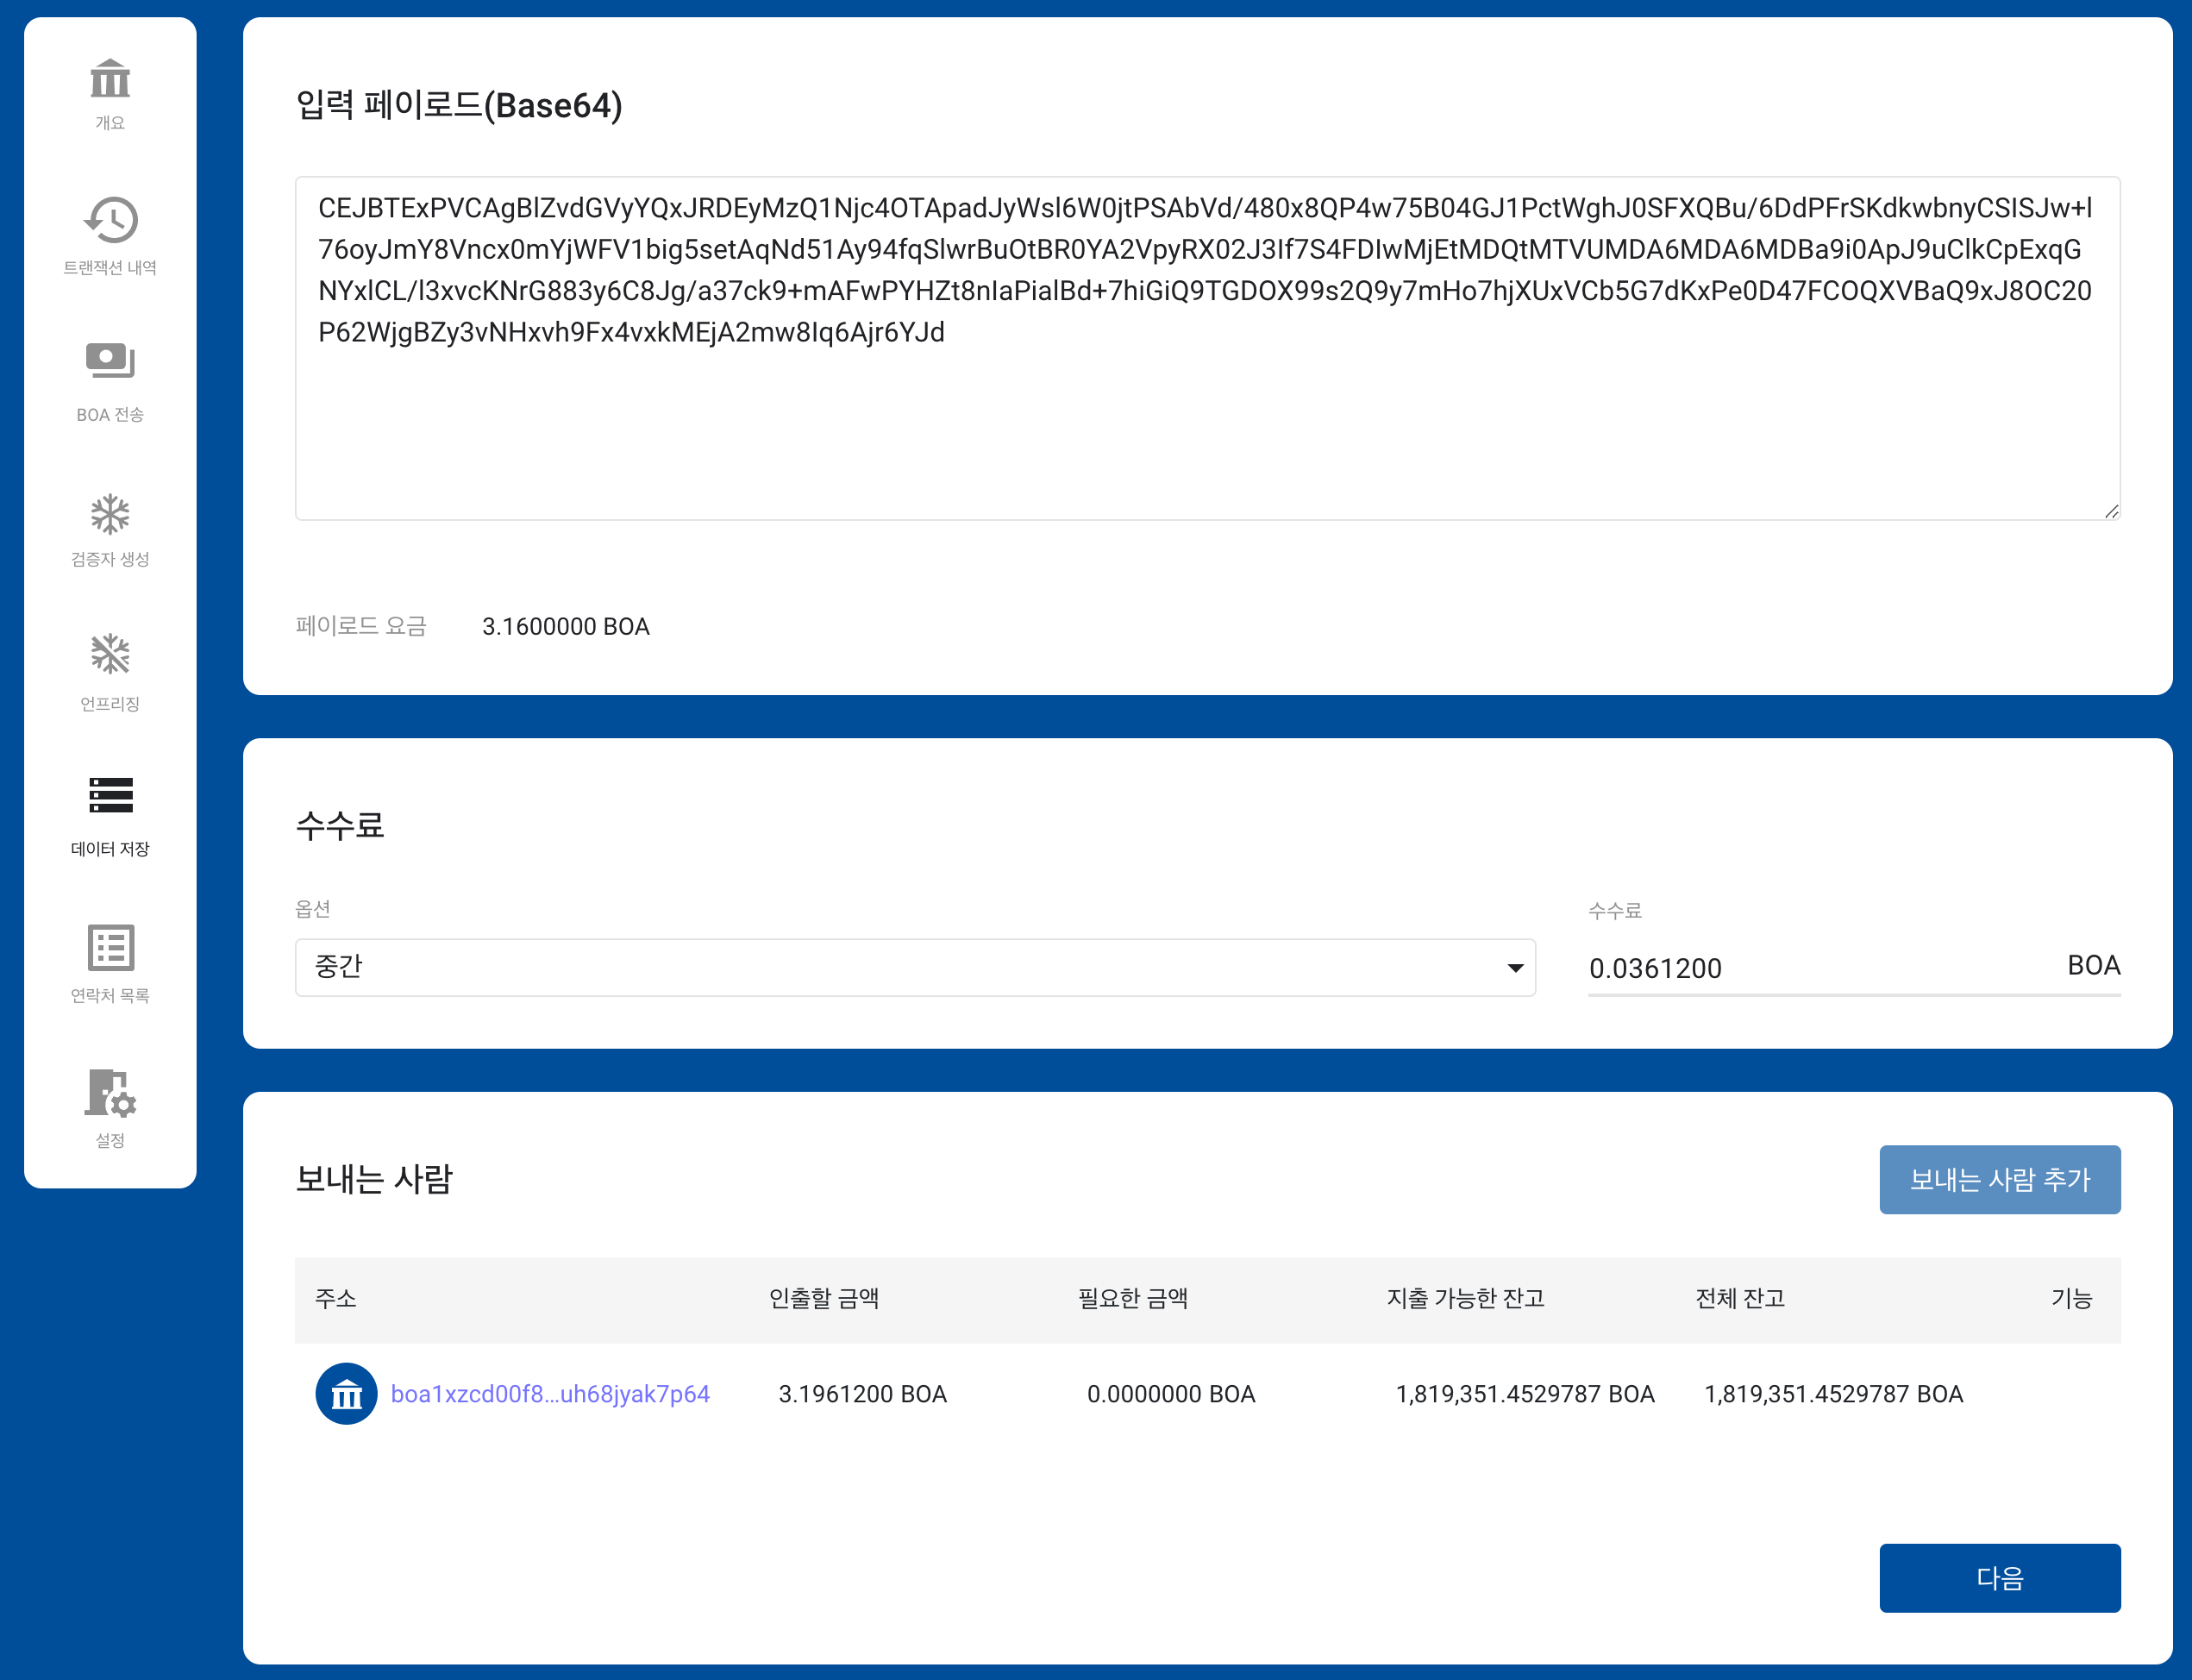 개요
트랜잭션 내역
BOA 전송
검증자 생성
언프리징
데이터 저장
연락처 목록
설정
입력 페이로드(Base64)
CEJBTExPVCAgBlZvdGVyYQxJRDEyMzQ1Njc4OTApadJyWsl6W0jtPSAbVd/480x8QP4w75B04GJ1PctWghJ0SFXQBu/6DdPFrSKdkwbnyCSISJw+l
76oyJmY8Vncx0mYjWFV1big5setAqNd51Ay94fqSlwrBuOtBR0YA2VpyRX02J3If7S4FDIwMjEtMDQtMTVUMDA6MDA6MDBa9i0ApJ9uClkCpExqG
NYxlCL/l3xvcKNrG883y6C8Jg/a37ck9+mAFwPYHZt8nIaPialBd+7hiGiQ9TGDOX99s2Q9y7mHo7hjXUxVCb5G7dKxPe0D47FCOQXVBaQ9xJ8OC20
P62WjgBZy3vNHxvh9Fx4vxkMEjA2mw8Iq6Ajr6YJd
페이로드 요금 3.1600000 BOA
수수료
옵션
중간
수수료
0.0361200 BOA
보내는 사람
보내는 사람 추가
주소 인출할 금액 필요한 금액 지출 가능한 잔고 전체 잔고 기능
boa1xzcd00f8...uh68jyak7p64 3.1961200 BOA 0.0000000 BOA 1,819,351.4529787 BOA 1,819,351.4529787 BOA
다음